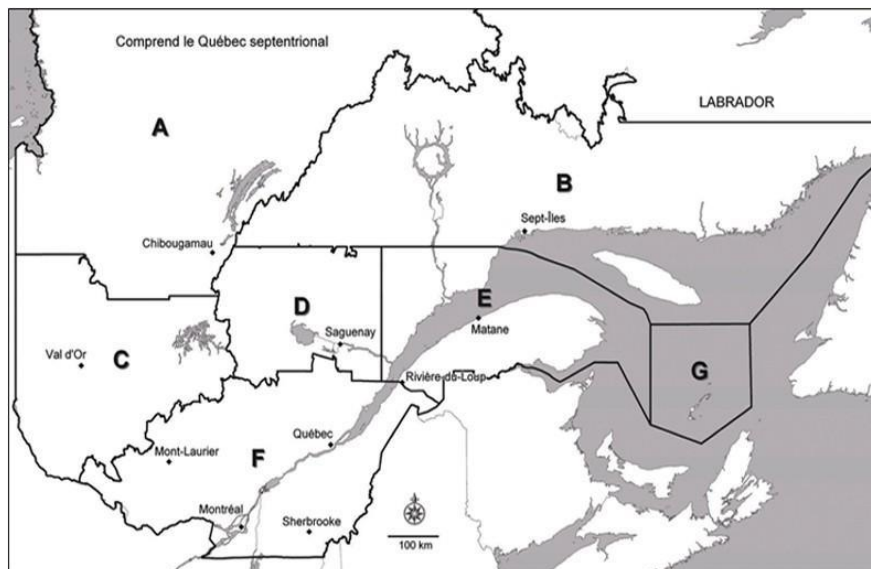 Comprend le Québec septentrional
LABRADOR
A
B
Sept-Îles
Chibougamau
D
E
Saguenay
Matane
Val d'Or
C
G
Rivière-du-Loup
Québec
Mont-Laurier
F
Montréal
Sherbrooke
100 km